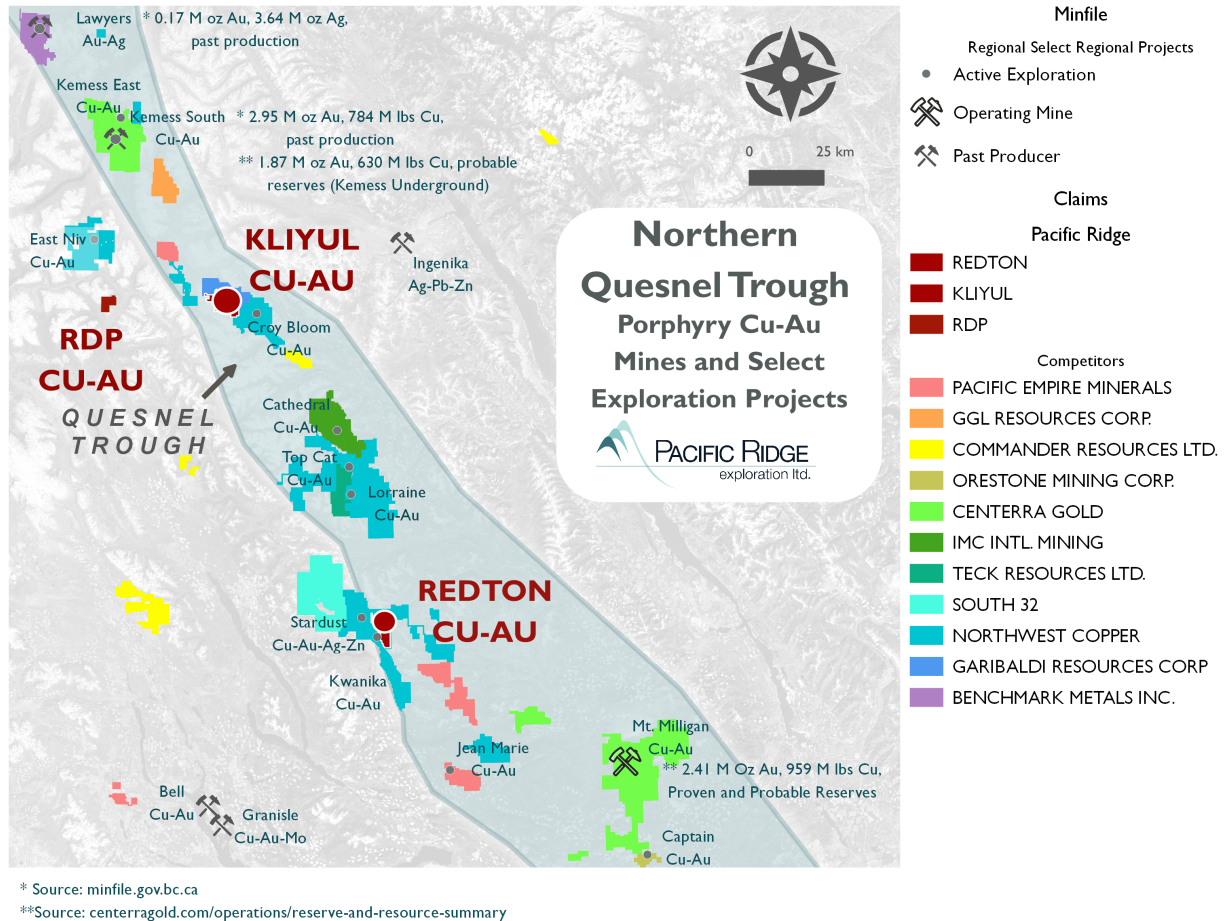 Lawyers
Au-Ag
* 0.17 M oz Au, 3.64 M oz Ag,
past production
Kemess East
Cu-Au
Kemess South
Cu-Au
* 2.95 M oz Au, 784 M lbs Cu,
past production
** 1.87 M oz Au, 630 M lbs Cu, probable
reserves (Kemess Underground)
0 25 km
East Niv
Cu-Au
KLIYUL
CU-AU
Ingenika
Ag-Pb-Zn
RDP
CU-AU
Croy Bloom
Cu-Au
QUESNEL
TROUGH
Cathedral
Cu-Au
Top Cat
Cu-Au
Lorraine
Cu-Au
Northern
Quesnel Trough
Porphyry Cu-Au
Mines and Select
Exploration Projects
PACIFIC RIDGE
exploration ltd.
REDTON
CU-AU
Stardust
Cu-Au-Ag-Zn
Kwanika
Cu-Au
Jean Marie
Cu-Au
Mt. Milligan
Cu-Au
** 2.41 M Oz Au, 959 M lbs Cu,
Proven and Probable Reserves
Bell
Cu-Au
Granisle
Cu-Au-Mo
Captain
Cu-Au
Minfile
Regional Select Regional Projects
Active Exploration
Operating Mine
Past Producer
Claims
Pacific Ridge
REDTON
KLIYUL
RDP
Competitors
PACIFIC EMPIRE MINERALS
GGL RESOURCES CORP.
COMMANDER RESOURCES LTD.
ORESTONE MINING CORP.
CENTERRA GOLD
IMC INTL. MINING
TECK RESOURCES LTD.
SOUTH 32
NORTHWEST COPPER
GARIBALDI RESOURCES CORP
BENCHMARK METALS INC.
* Source: minfile.gov.bc.ca
**Source: centerragold.com/operations/reserve-and-resource-summary